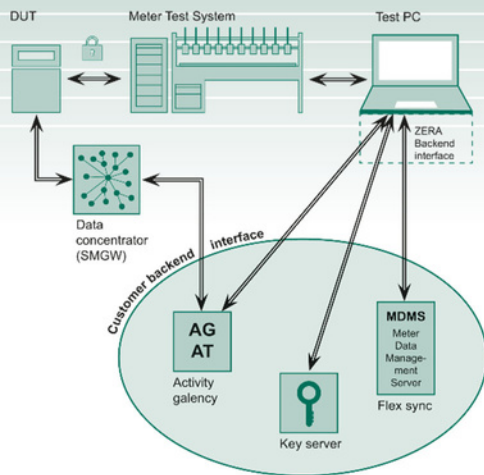 DUT
Meter Test System
Test PC
ZERA
Backend
interface
Data
concentrator
(SMGW)
Customer backend interface
AG
AT
Activity
galency
Key server
MDMS
Meter
Data
Manage-
ment
Server
Flex sync